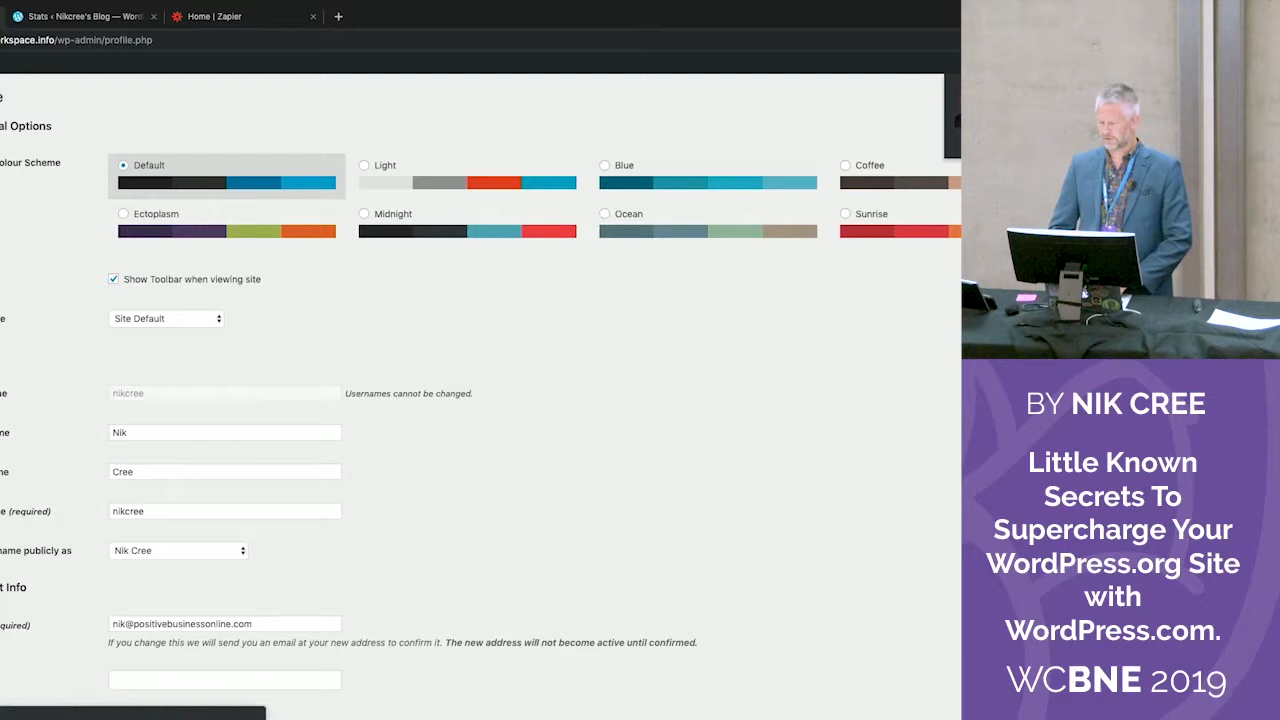 Stats ‹ Nikcree's Blog — Word
Home | Zapier
rkspace.info/wp-admin/profile.php
e
al Options
olour Scheme
Default
Light
Blue
Coffee
Ectoplasm
Midnight
Ocean
Sunrise
Show Toolbar when viewing site
e
Site Default
ne
nikcree
Usernames cannot be changed.
me
Nik
me
Cree
e (required)
nikcree
name publicly as
Nik Cree
t Info
quired)
nik@positivebusinessonline.com
If you change this we will send you an email at your new address to confirm it. The new address will not become active until confirmed.
BY NIK CREE
Little Known
Secrets To
Supercharge Your
WordPress.org Site
with
WordPress.com.
WCBNE 2019